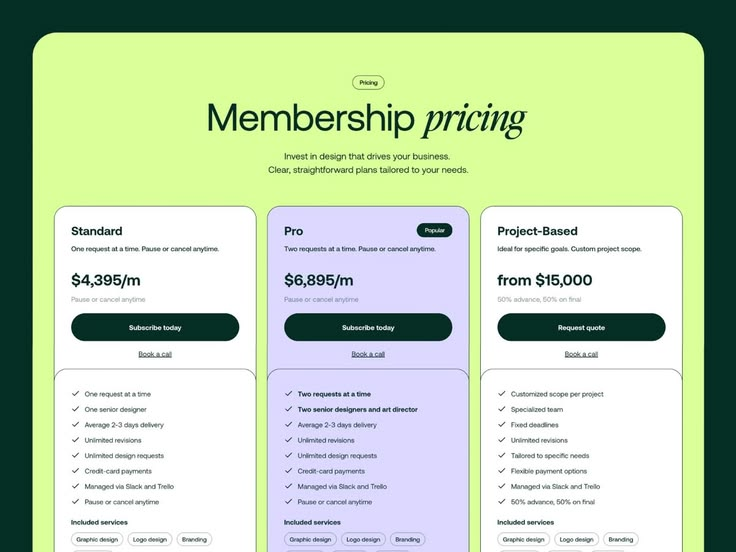 Pricing
Membership pricing
Invest in design that drives your business.
Clear, straightforward plans tailored to your needs.
Standard
One request at a time. Pause or cancel anytime.
$4,395/m
Pause or cancel anytime
Subscribe today
Book a call
One request at a time
One senior designer
Average 2-3 days delivery
Unlimited revisions
Unlimited design requests
Credit-card payments
Managed via Slack and Trello
Pause or cancel anytime
Included services
Graphic design
Logo design
Branding
Pro
Popular
Two requests at a time. Pause or cancel anytime.
$6,895/m
Pause or cancel anytime
Subscribe today
Book a call
Two requests at a time
Two senior designers and art director
Average 2-3 days delivery
Unlimited revisions
Unlimited design requests
Credit-card payments
Managed via Slack and Trello
Pause or cancel anytime
Included services
Graphic design
Logo design
Branding
Project-Based
Ideal for specific goals. Custom project scope.
from $15,000
50% advance, 50% on final
Request quote
Book a call
Customized scope per project
Specialized team
Fixed deadlines
Unlimited revisions
Tailored to specific needs
Flexible payment options
Managed via Slack and Trello
50% advance, 50% on final
Included services
Graphic design
Logo design
Branding